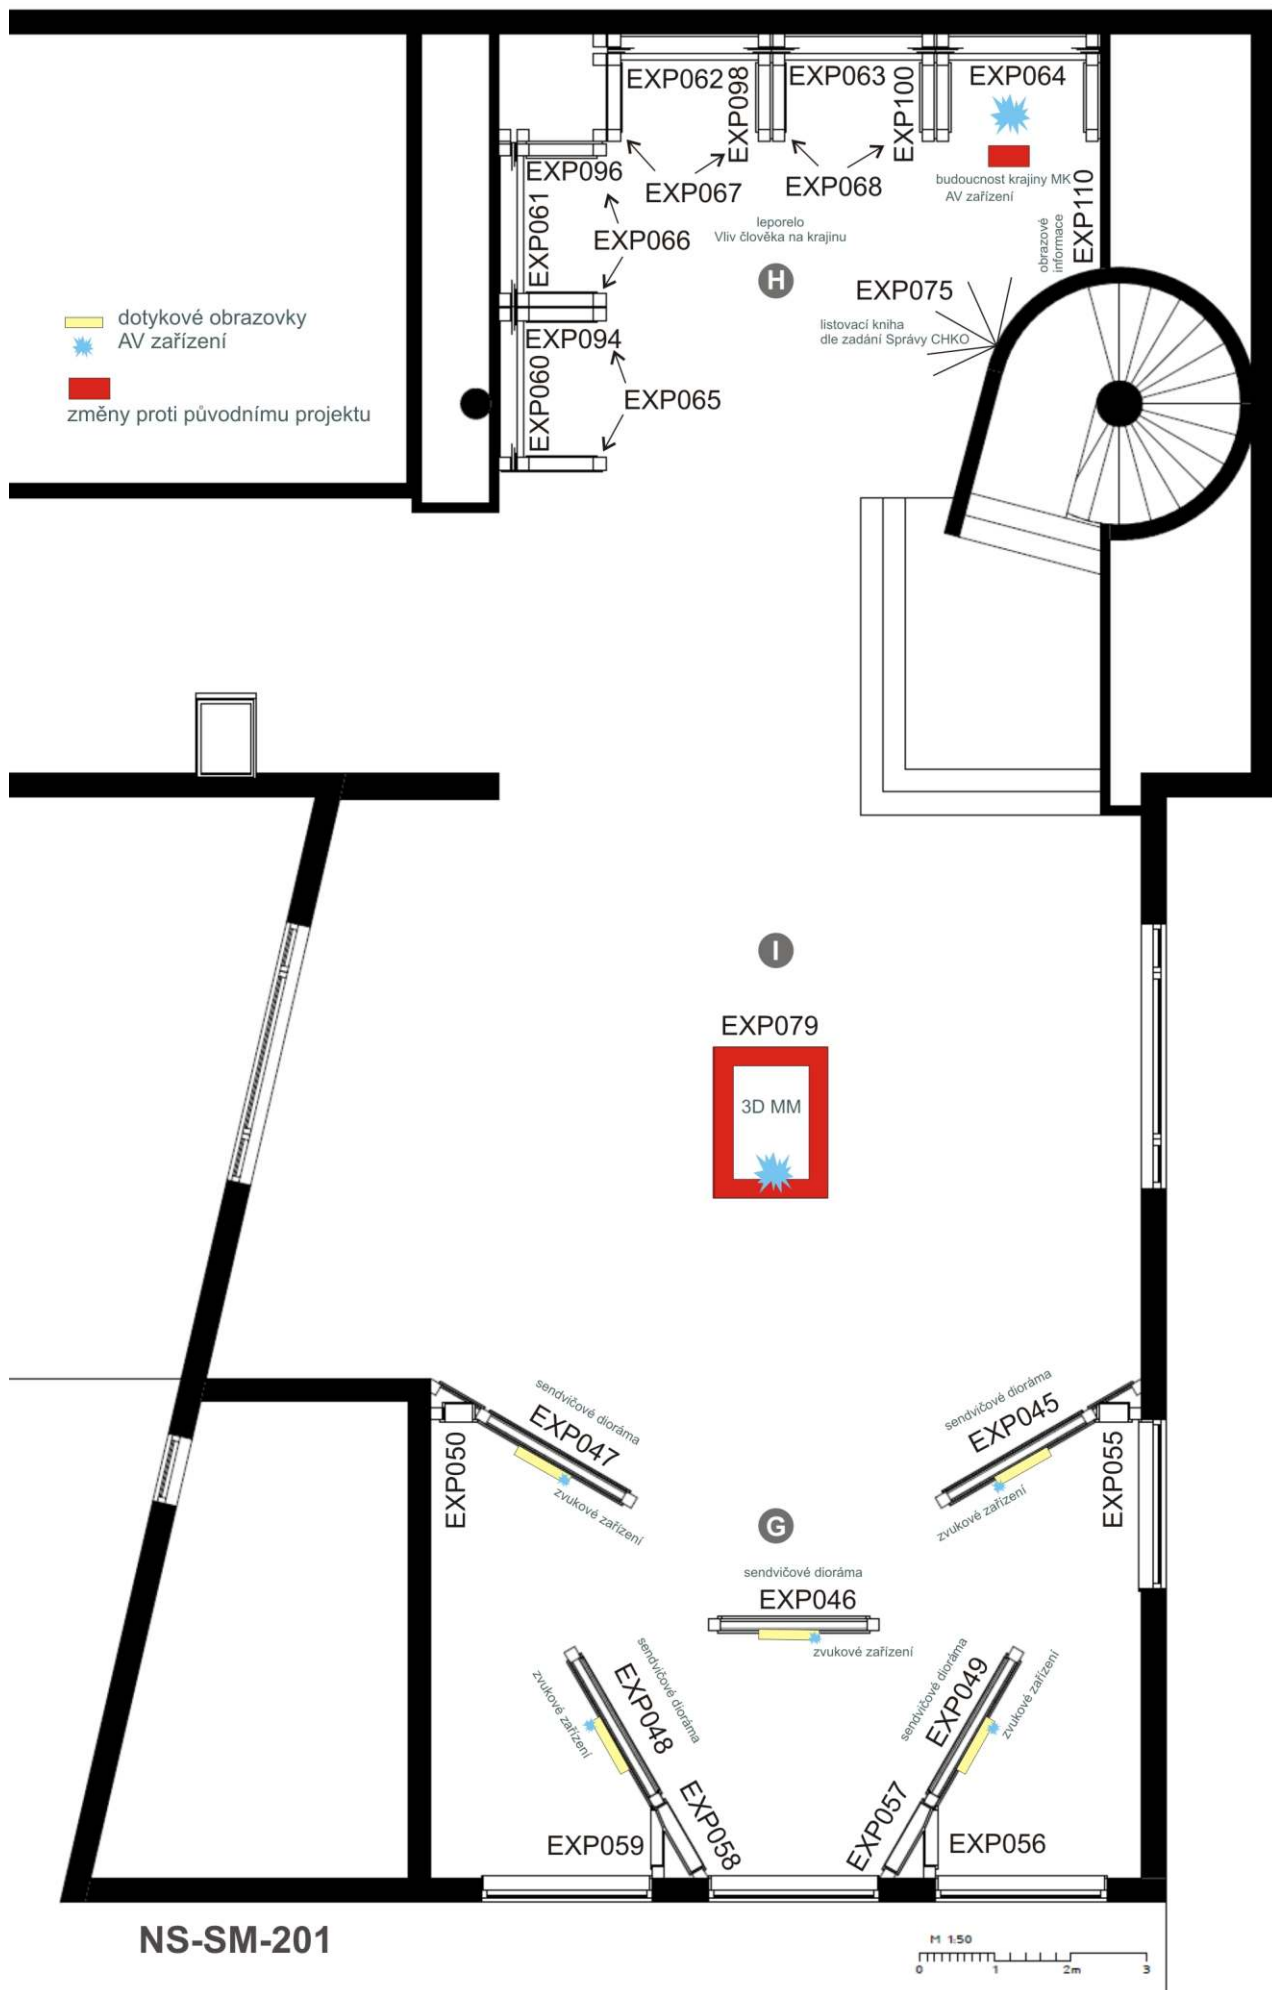 EXP062
EXP098
EXP063
EXP100
EXP064
EXP096
EXP067
EXP068
budoucnost krajiny MK
AV zařízení
EXP110
EXP061
EXP066
leporelo
Vliv člověka na krajinu
obrazové
informace
H
EXP075
listovací kniha
dle zadání Správy CHKO
dotykové obrazovky
AV zařízení
změny proti původnímu projektu
EXP094
EXP060
EXP065
I
EXP079
3D MM
sendvičové dioráma
EXP047
zvukové zařízení
EXP050
sendvičové dioráma
EXP045
zvukové zařízení
EXP055
G
sendvičové dioráma
EXP046
zvukové zařízení
sendvičové dioráma
EXP048
zvukové zařízení
sendvičové dioráma
EXP049
zvukové zařízení
EXP059
EXP058
EXP057
EXP056
NS-SM-201
M 1:50
0 1 2m 3